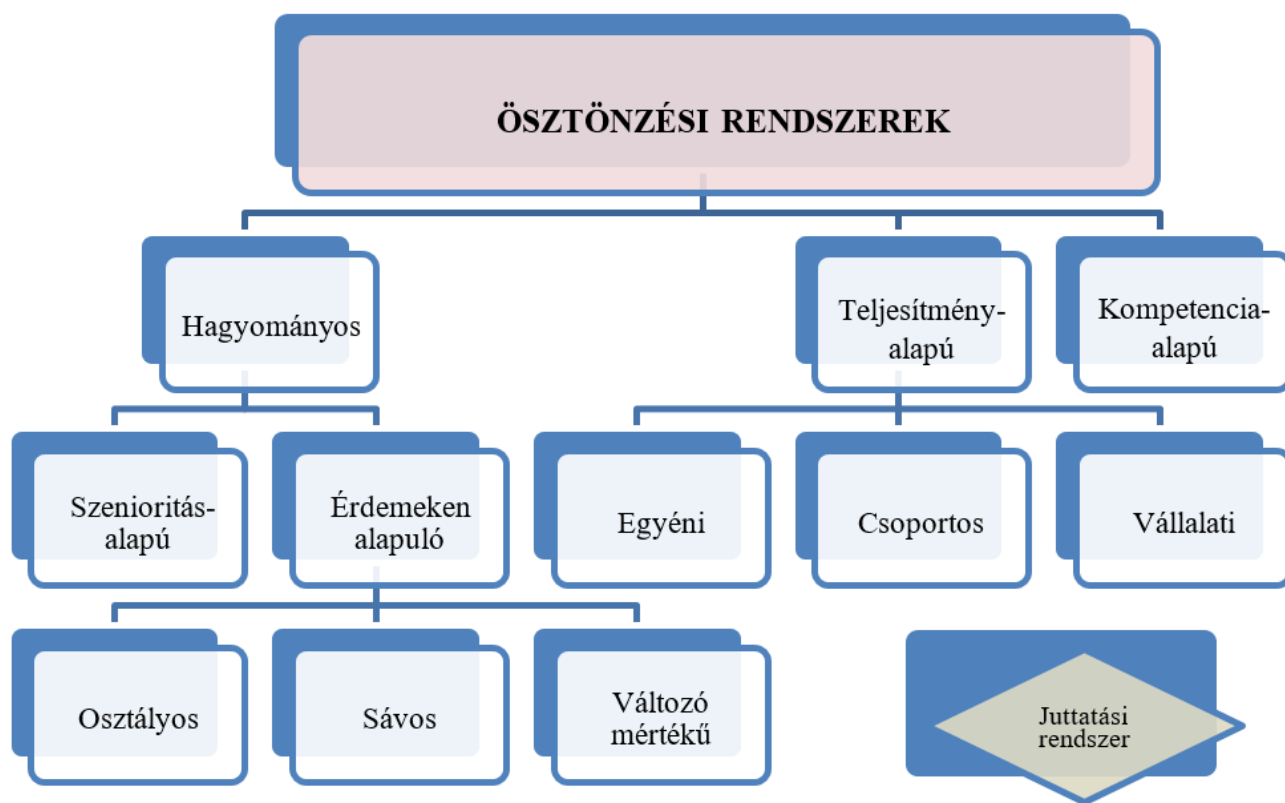 ÖSZTÖNZÉSI RENDSZEREK
Hagyományos
Teljesítmény-
alapú
Kompetencia-
alapú
Szenioritás-
alapú
Érdemeken
alapuló
Egyéni
Csoportos
Vállalati
Osztályos
Sávos
Változó
mértékű
Juttatási
rendszer